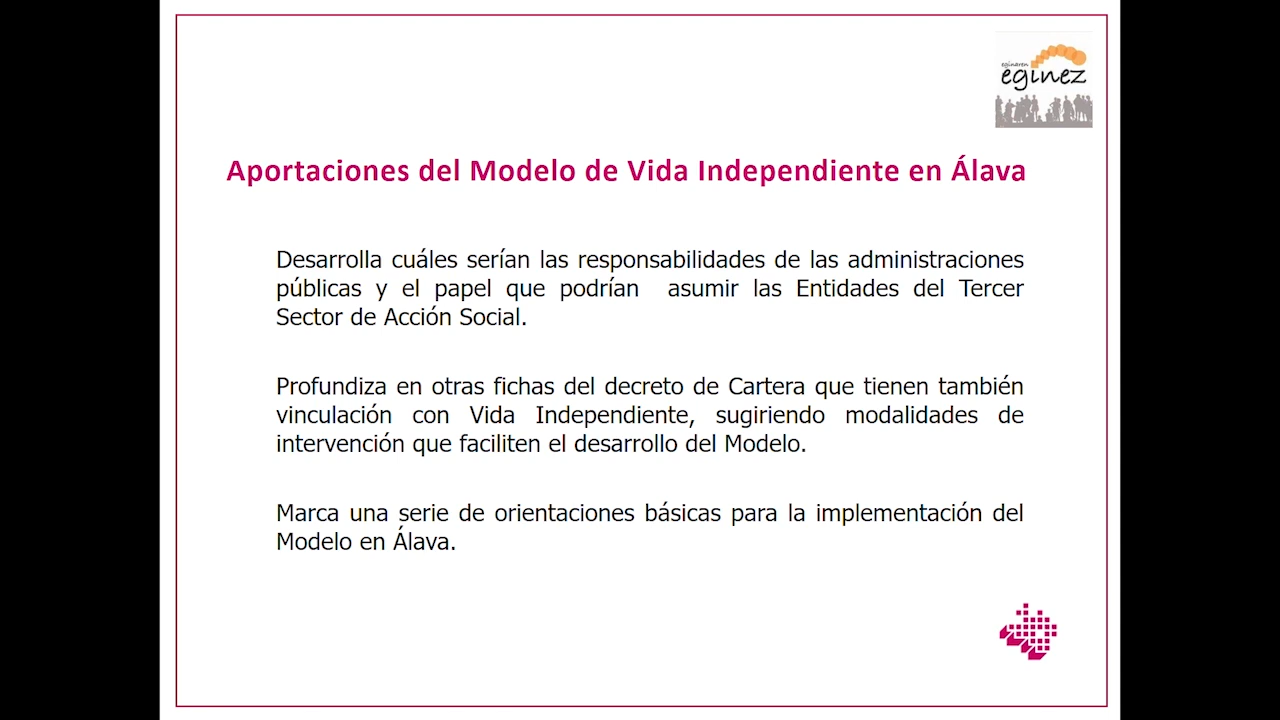 eginaren
eginez
Aportaciones del Modelo de Vida Independiente en Álava
Desarrolla cuáles serían las responsabilidades de las administraciones
públicas y el papel que podrían asumir las Entidades del Tercer
Sector de Acción Social.
Profundiza en otras fichas del decreto de Cartera que tienen también
vinculación con Vida Independiente, sugiriendo modalidades de
intervención que faciliten el desarrollo del Modelo.
Marca una serie de orientaciones básicas para la implementación del
Modelo en Álava.